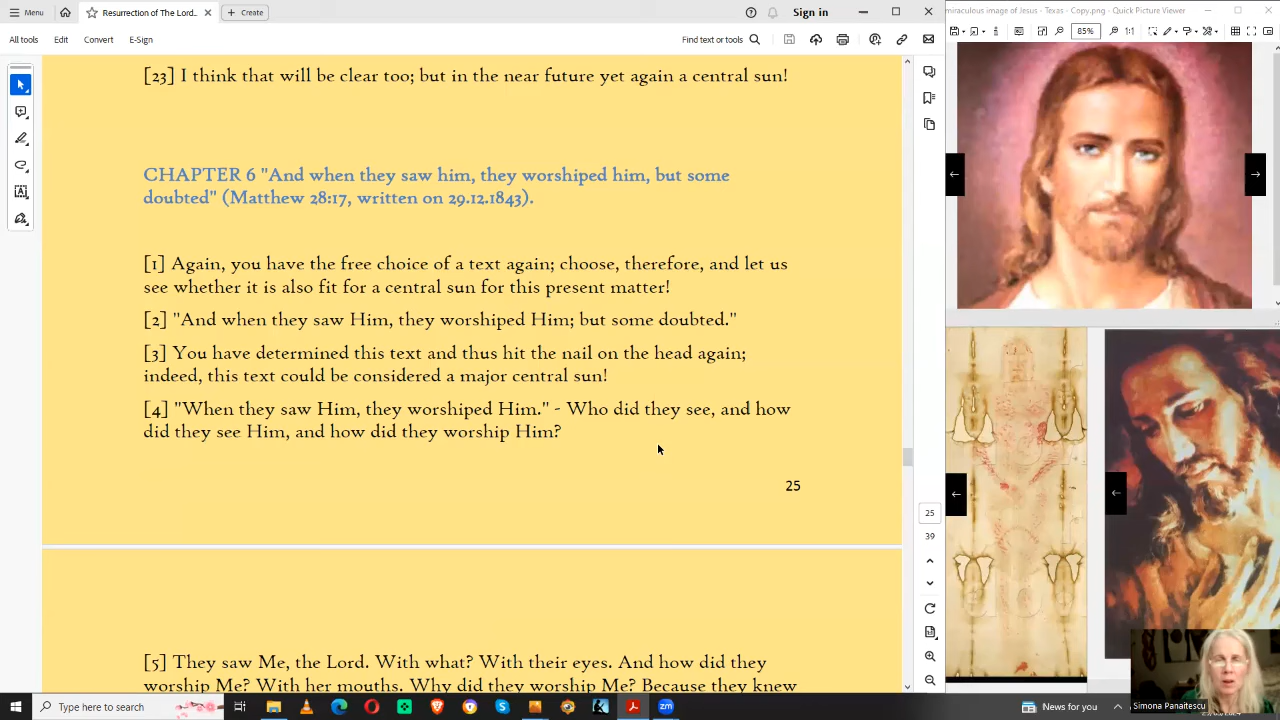 Menu
Resurrection of The Lord...
Create
Sign in
miraculous image of Jesus - Texas - Copy.png - Quick Picture Viewer
All tools
Edit
Convert
E-Sign
Find text or tools
85%
1:1
[23] I think that will be clear too; but in the near future yet again a central sun!
CHAPTER 6 "And when they saw him, they worshiped him, but some
doubted" (Matthew 28:17, written on 29.12.1843).
[1] Again, you have the free choice of a text again; choose, therefore, and let us
see whether it is also fit for a central sun for this present matter!
[2] "And when they saw Him, they worshiped Him; but some doubted."
[3] You have determined this text and thus hit the nail on the head again;
indeed, this text could be considered a major central sun!
[4] "When they saw Him, they worshiped Him." - Who did they see, and how
did they see Him, and how did they worship Him?
25
25
39
[5] They saw Me, the Lord. With what? With their eyes. And how did they
worship Me? With her mouths. Why did they worship Me? Because they knew
Type here to search
News for you
Simona Panaitescu